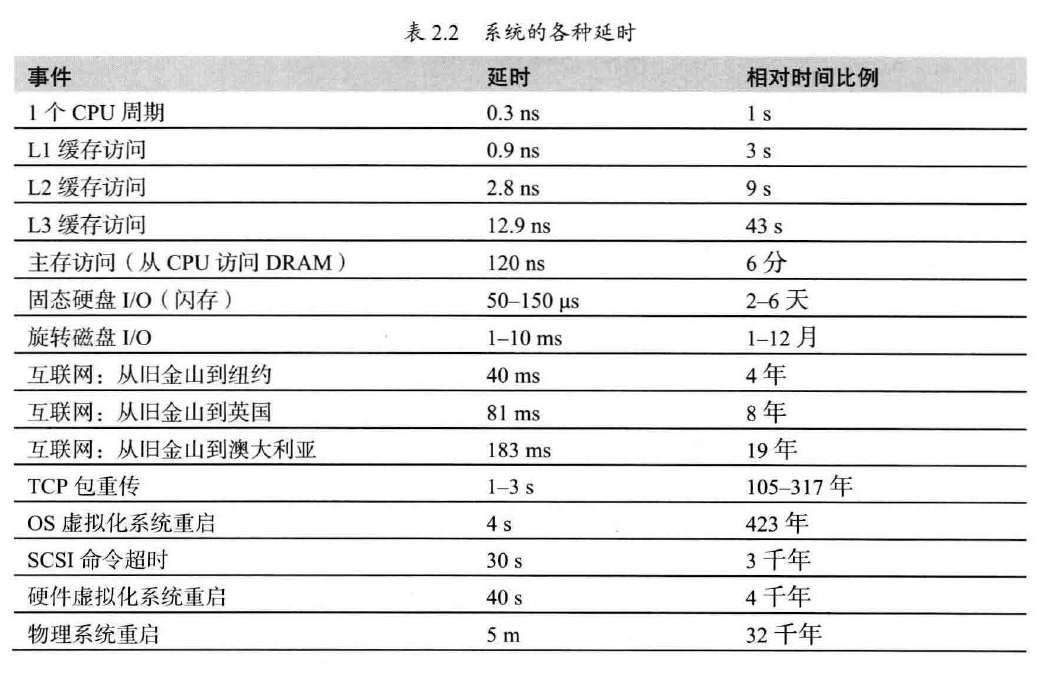 表 2.2 系统的各种延时
事件 延时 相对时间比例
1 个 CPU 周期 0.3 ns 1 s
L1 缓存访问 0.9 ns 3 s
L2 缓存访问 2.8 ns 9 s
L3 缓存访问 12.9 ns 43 s
主存访问（从 CPU 访问 DRAM） 120 ns 6 分
固态硬盘 I/O（闪存） 50–150 μs 2–6 天
旋转磁盘 I/O 1–10 ms 1–12 月
互联网：从旧金山到纽约 40 ms 4 年
互联网：从旧金山到英国 81 ms 8 年
互联网：从旧金山到澳大利亚 183 ms 19 年
TCP 包重传 1–3 s 105–317 年
OS 虚拟化系统重启 4 s 423 年
SCSI 命令超时 30 s 3 千年
硬件虚拟化系统重启 40 s 4 千年
物理系统重启 5 m 32 千年